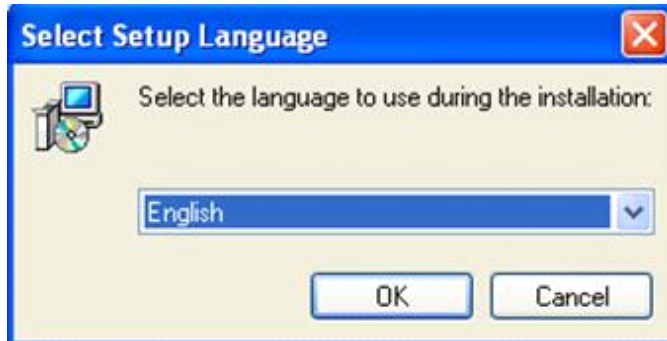 Select Setup Language
Select the language to use during the installation:
English
OK
Cancel